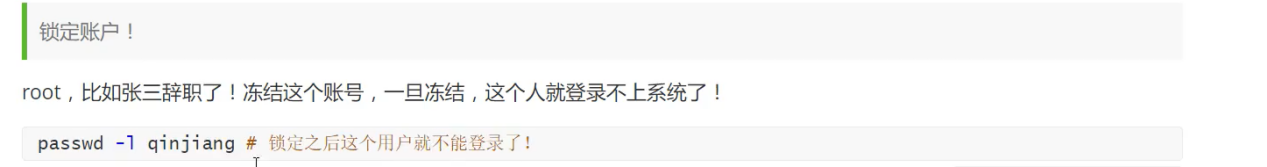 锁定账户！
root，比如张三辞职了！冻结这个账号，一旦冻结，这个人就登录不上系统了！
passwd -l qinjiang # 锁定之后这个用户就不能登录了!